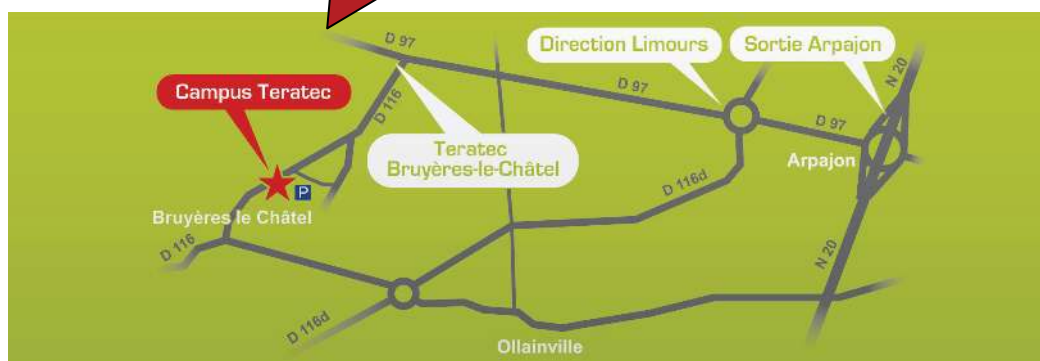 D 97
Direction Limours
Sortie Arpajon
N 20
Campus Teratec
D 116
D 97
D 97
Teratec
Bruyères-le-Châtel
Arpajon
P
D 116d
Bruyères le Châtel
D 116
N 20
D 116d
Ollainville